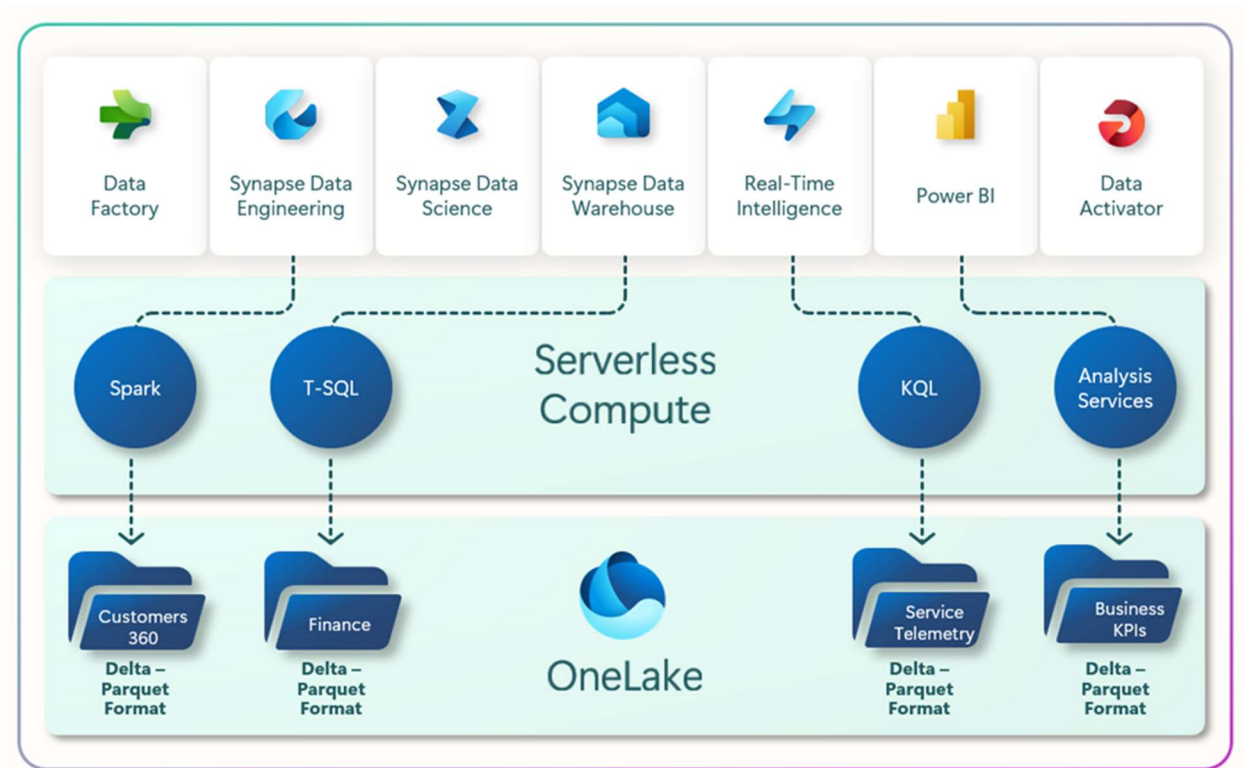 Data
Factory
Synapse Data
Engineering
Synapse Data
Science
Synapse Data
Warehouse
Real-Time
Intelligence
Power BI
Data
Activator
Spark
T-SQL
Serverless
Compute
KQL
Analysis
Services
Customers
360
Delta –
Parquet
Format
Finance
Delta –
Parquet
Format
OneLake
Service
Telemetry
Delta –
Parquet
Format
Business
KPIs
Delta –
Parquet
Format